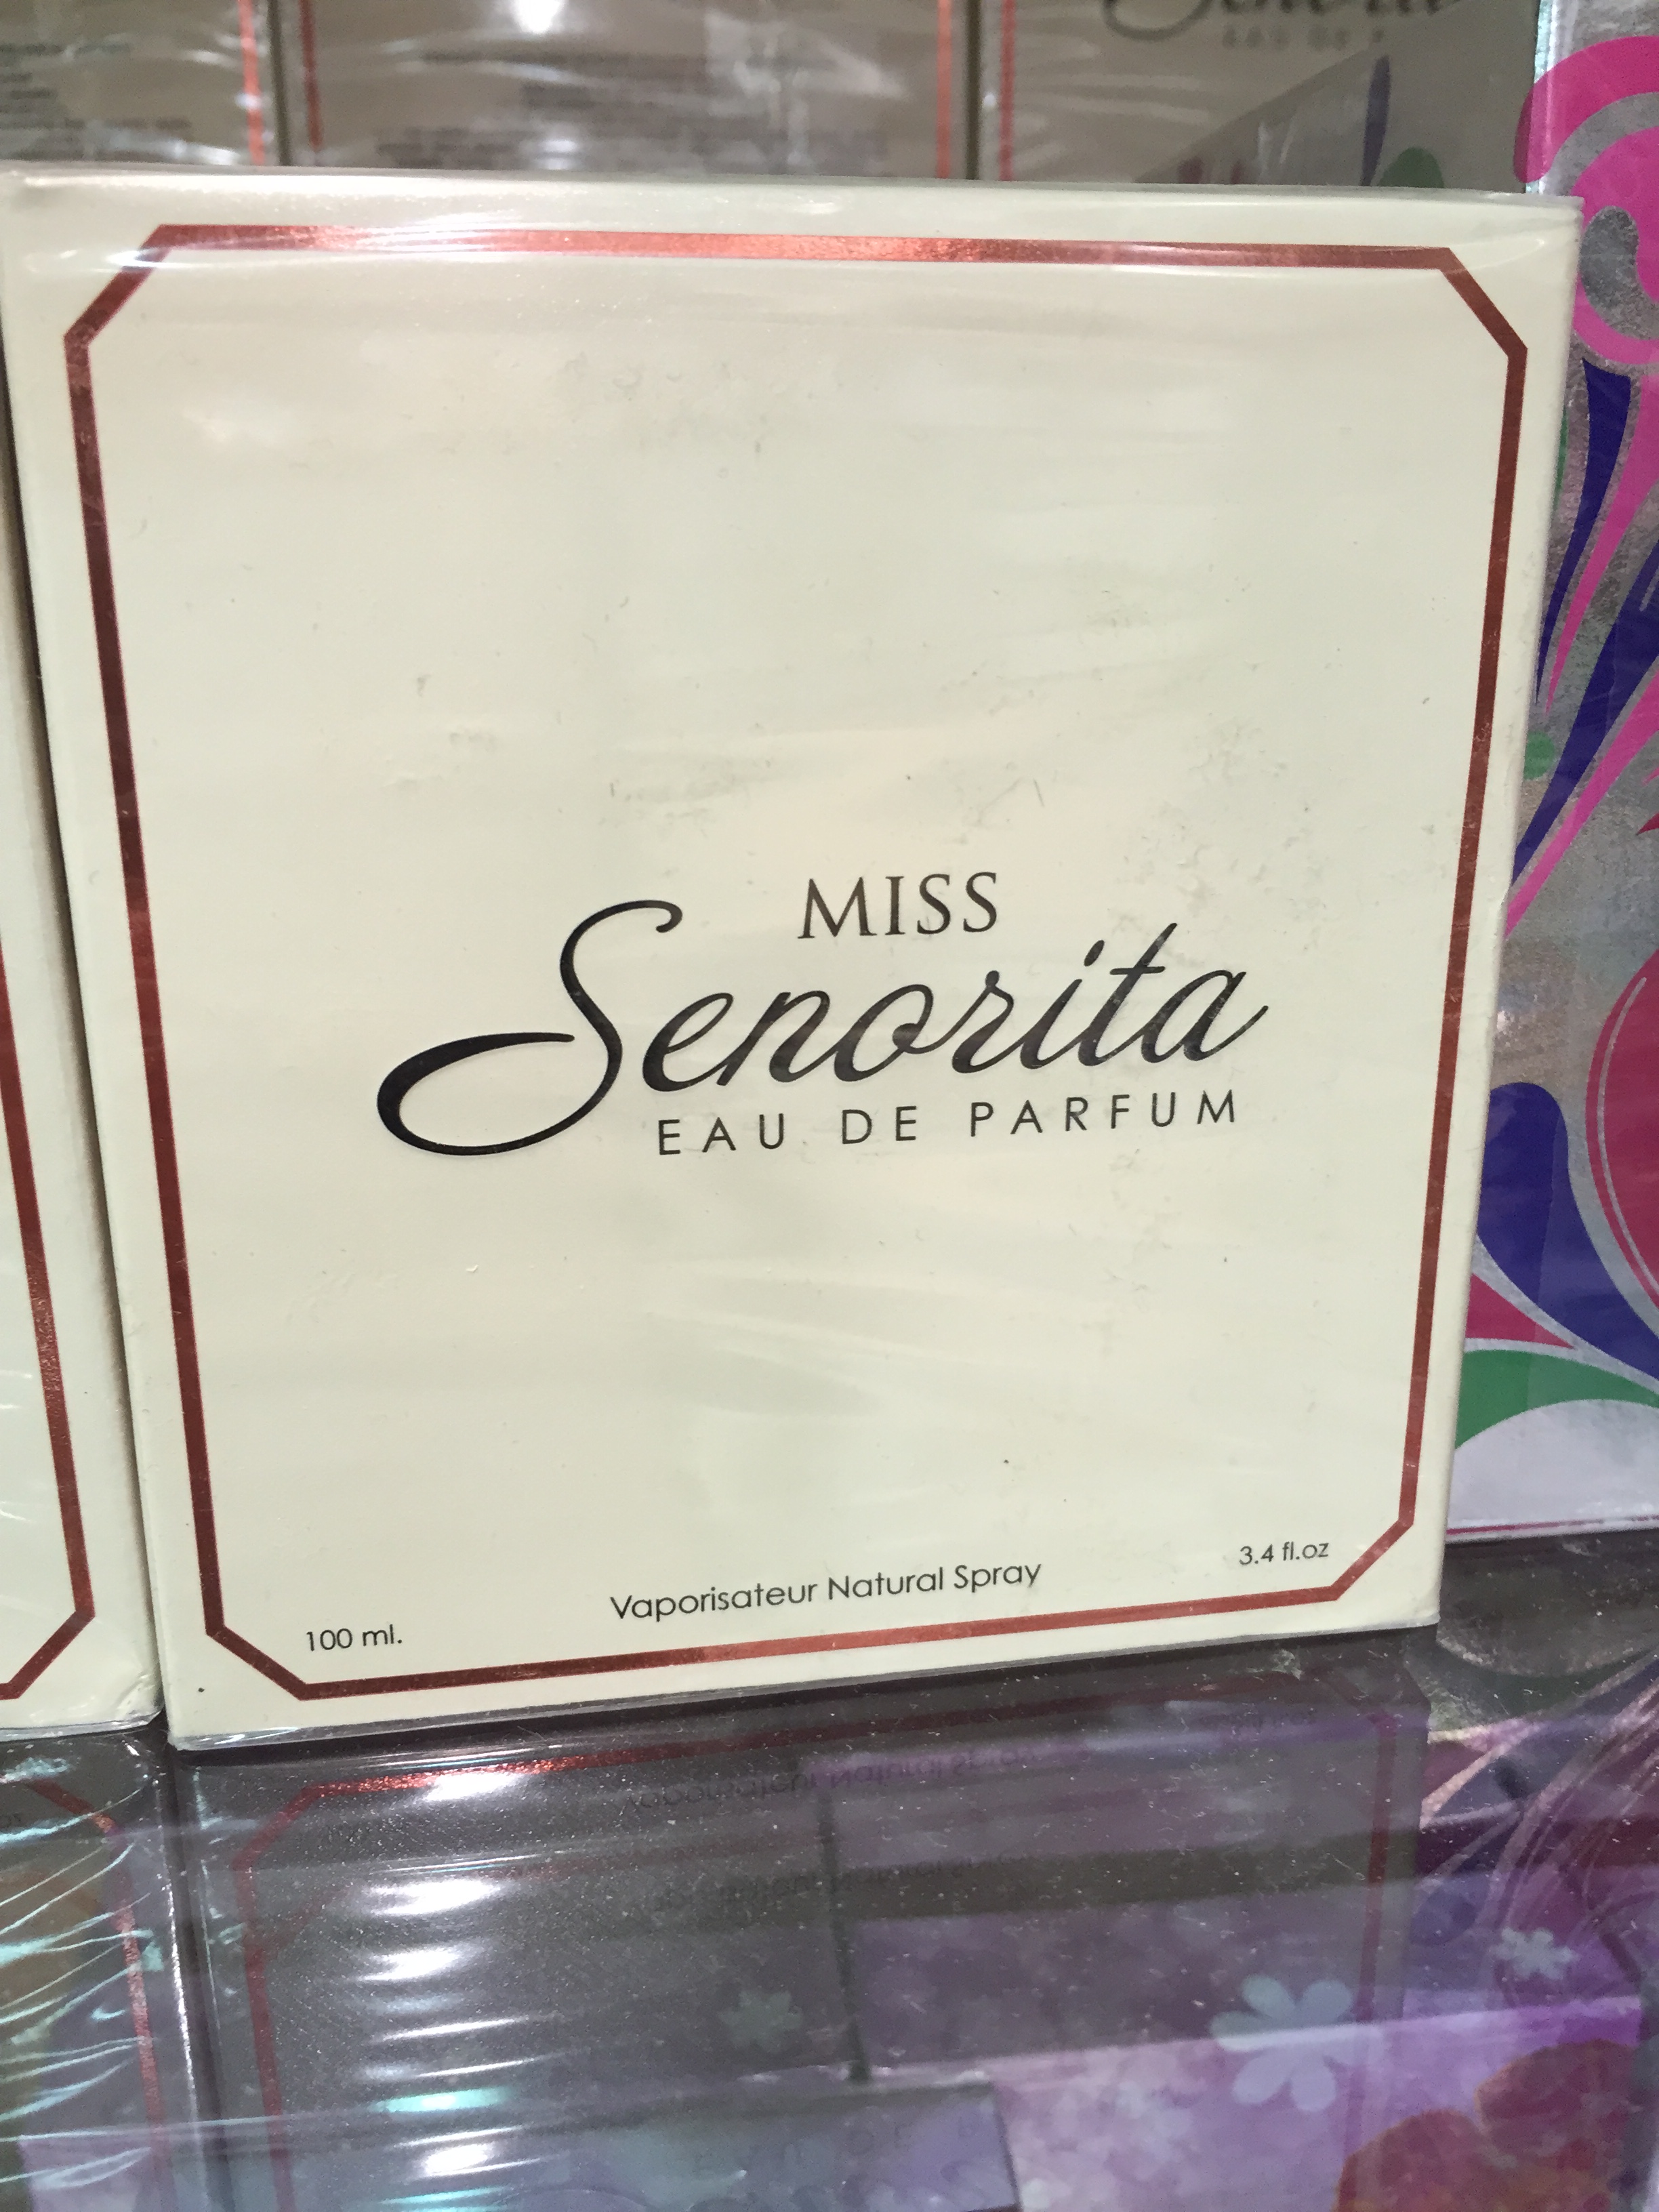 MISS
Senorita
EAU DE PARFUM
100 ml.
Vaporisateur Natural Spray
3.4 fl.oz